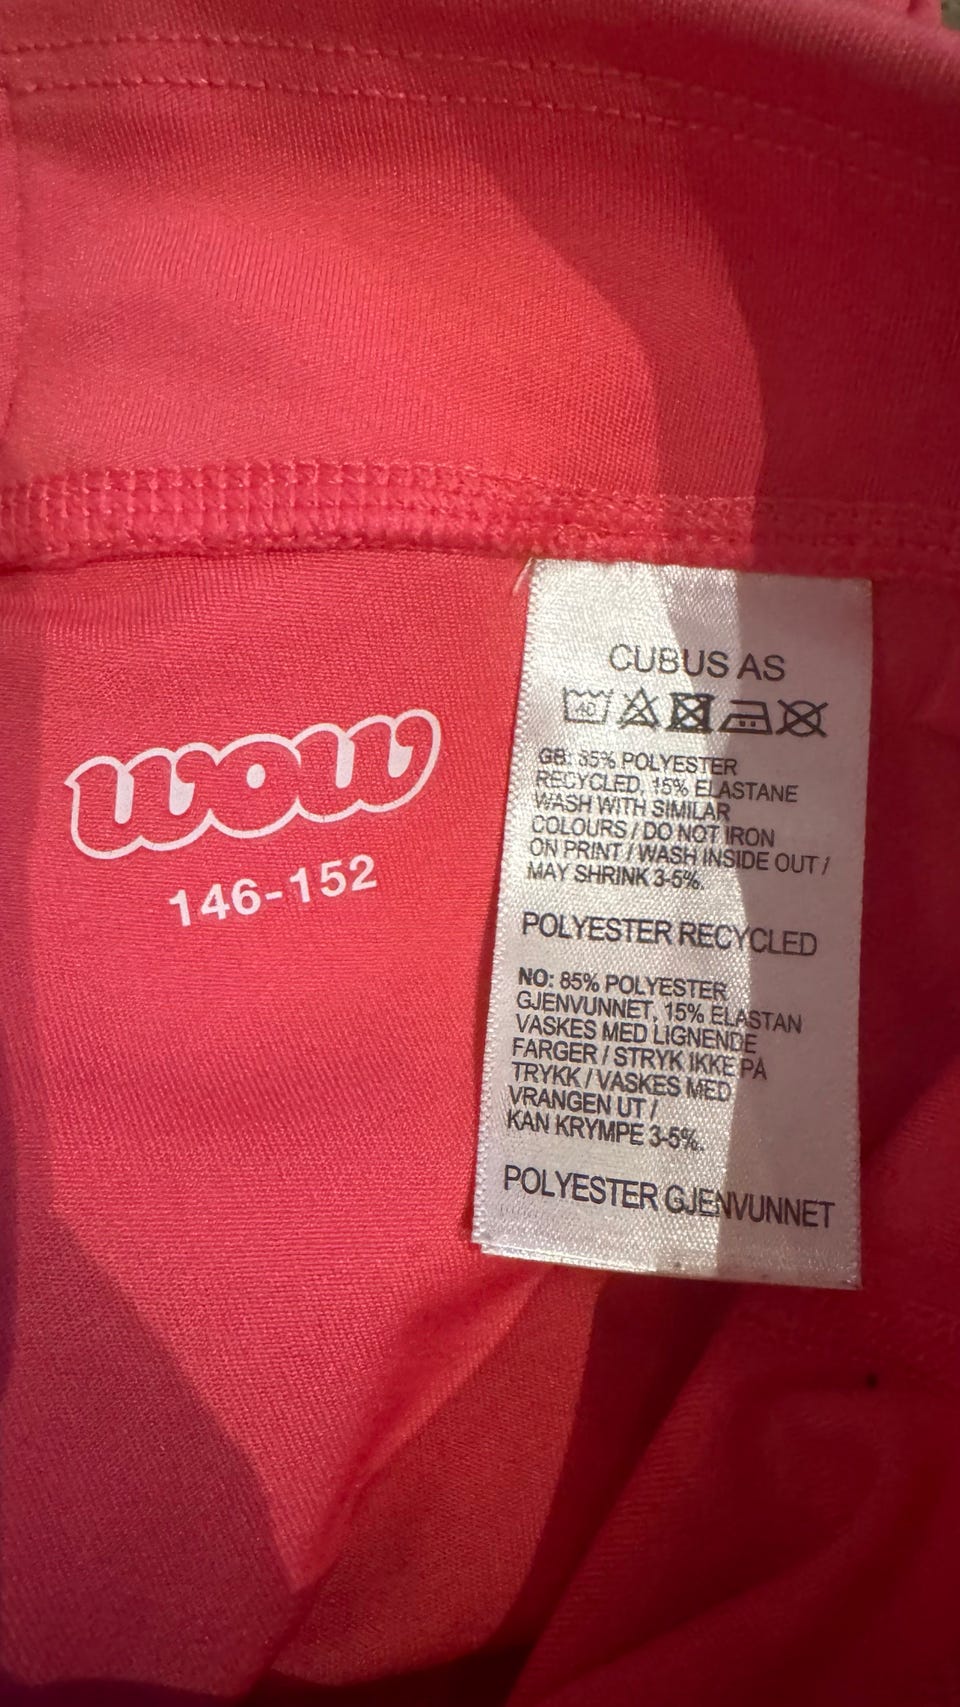 wow
146-152
CUBUS AS
40
GB: 85% POLYESTER
RECYCLED, 15% ELASTANE
WASH WITH SIMILAR
COLOURS / DO NOT IRON
ON PRINT / WASH INSIDE OUT /
MAY SHRINK 3-5%.
POLYESTER RECYCLED
NO: 85% POLYESTER
GJENVUNNET, 15% ELASTAN
VASKES MED LIGNENDE
FARGER / STRYK IKKE PÅ
TRYKK / VASKES MED
VRANGEN UT /
KAN KRYMPE 3-5%.
POLYESTER GJENVUNNET